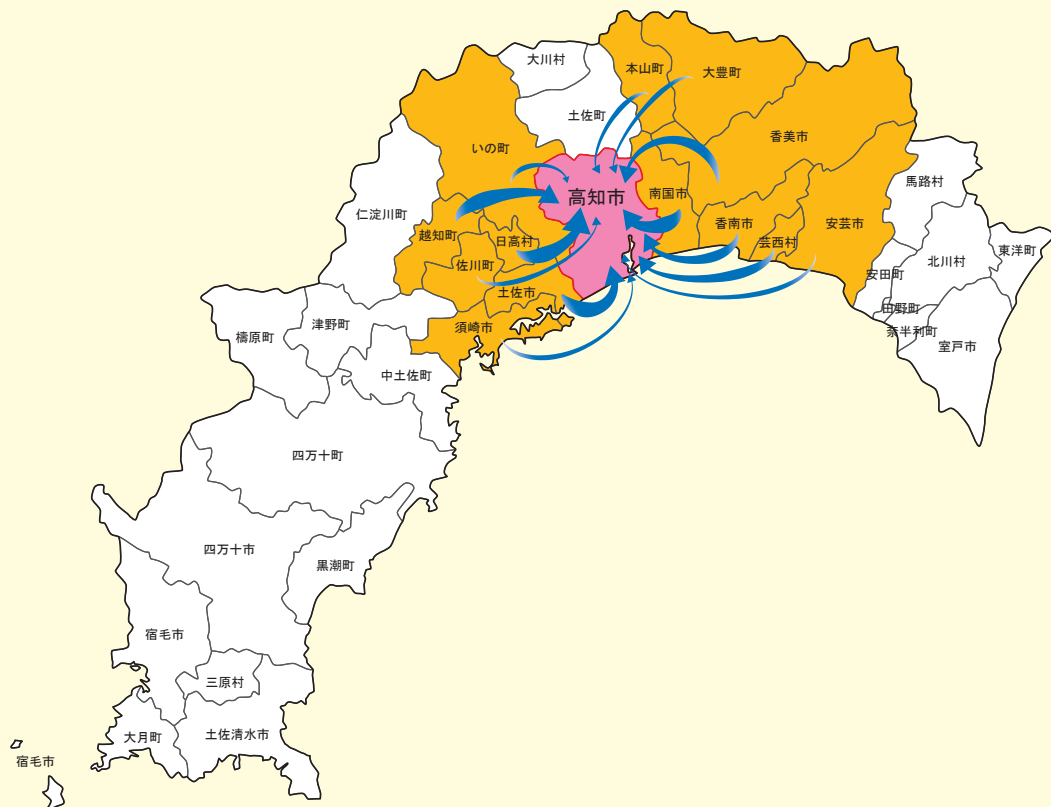 大川村
本山町
大豊町
土佐町
香美市
いの町
馬路村
高知市
南国市
仁淀川町
香南市
安芸市
越知町
日高村
芸西村
東洋町
北川村
佐川町
安田町
土佐市
田野町
津野町
須崎市
奈半利町
檮原町
室戸市
中土佐町
四万十町
四万十市
黒潮町
宿毛市
三原村
土佐清水市
大月町
宿毛市